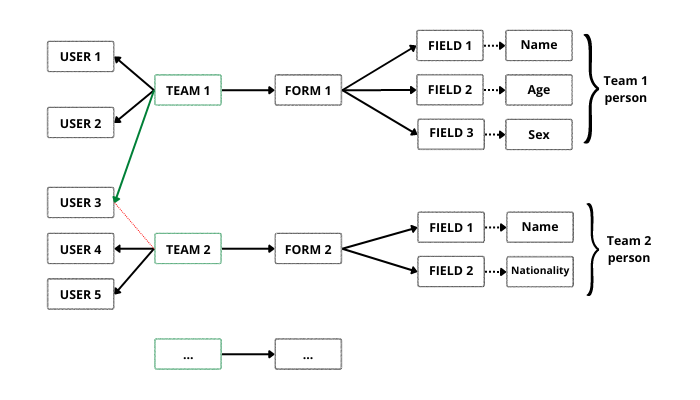 USER 1
USER 2
USER 3
USER 4
USER 5
TEAM 1
TEAM 2
...
FORM 1
FORM 2
...
FIELD 1
Name
FIELD 2
Age
FIELD 3
Sex
Team 1
person
FIELD 1
Name
FIELD 2
Nationality
Team 2
person